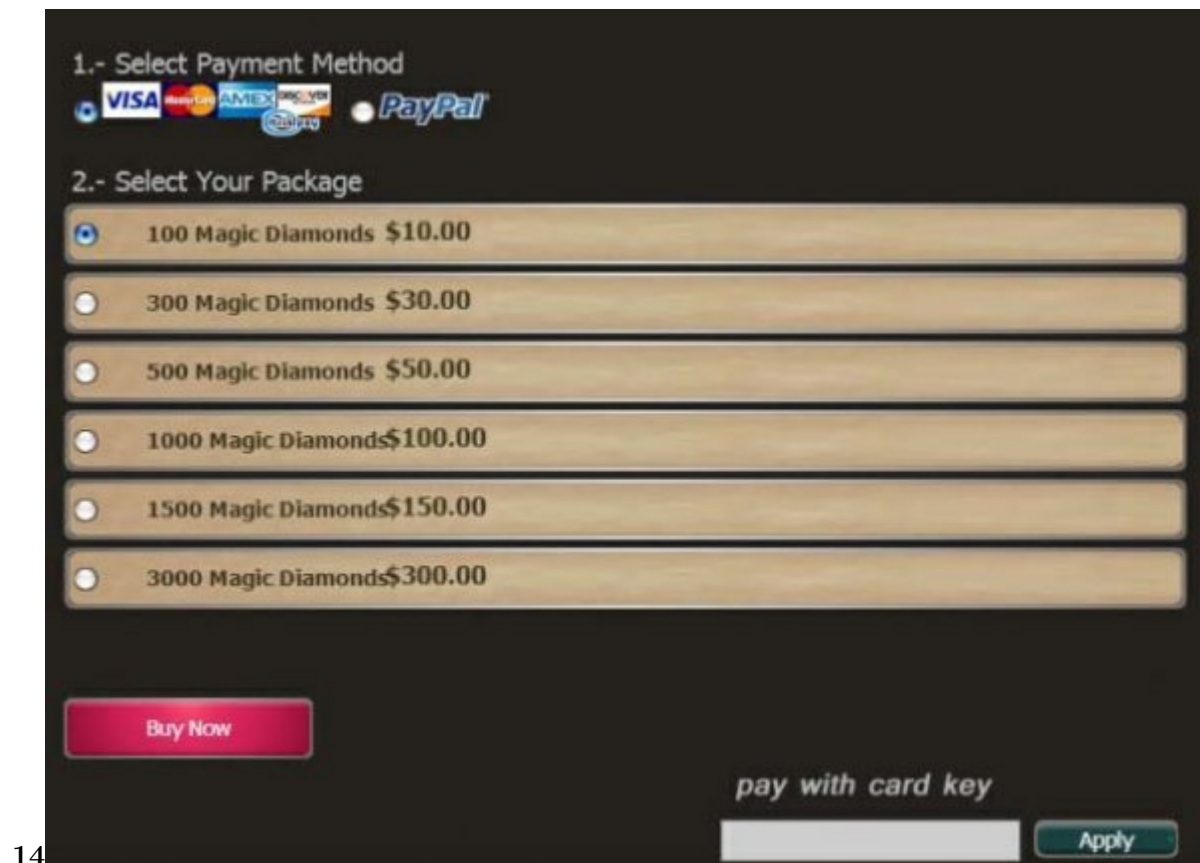 1.- Select Payment Method
VISA MasterCard AMEX DISCOVER PayPal
2.- Select Your Package
100 Magic Diamonds $10.00
300 Magic Diamonds $30.00
500 Magic Diamonds $50.00
1000 Magic Diamonds$100.00
1500 Magic Diamonds$150.00
3000 Magic Diamonds$300.00
Buy Now
pay with card key
Apply
14